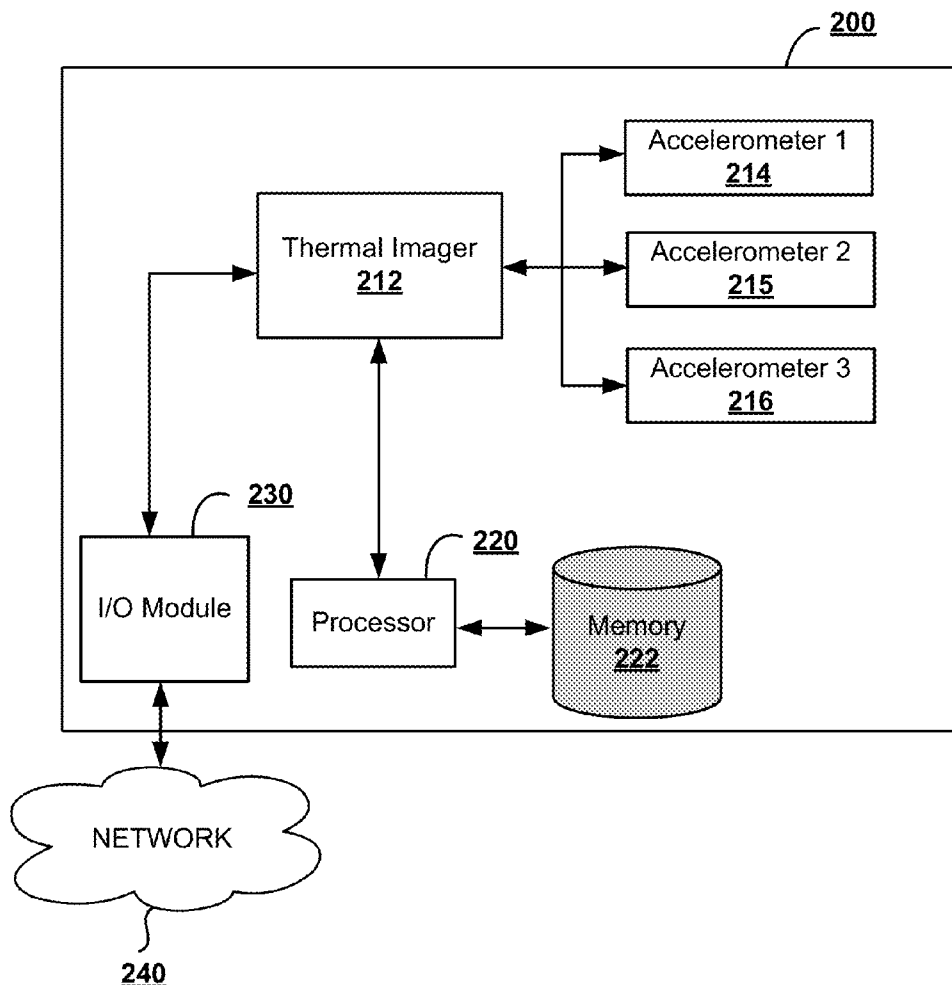 200
Accelerometer 1
214
Thermal Imager
212
Accelerometer 2
215
Accelerometer 3
216
230
I/O Module
220
Processor
Memory
222
NETWORK
240